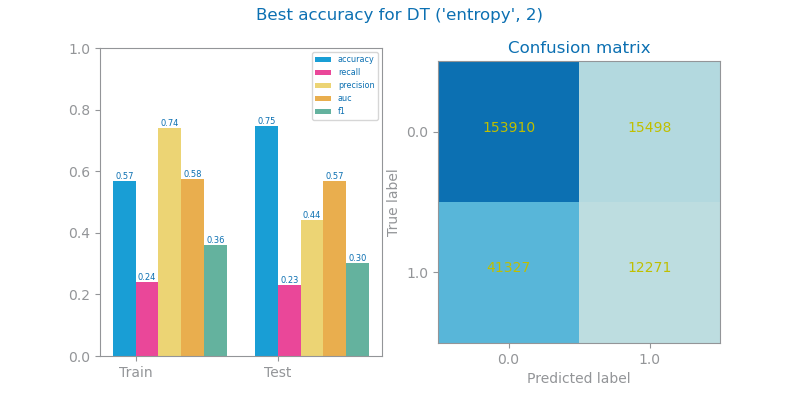 Best accuracy for DT ('entropy', 2)
1.0
0.8
0.6
0.4
0.2
0.0
0.57
0.24
0.74
0.58
0.36
0.75
0.23
0.44
0.57
0.30
Train
Test
accuracy
recall
precision
auc
f1
Confusion matrix
True label
0.0
1.0
153910
15498
41327
12271
0.0
1.0
Predicted label